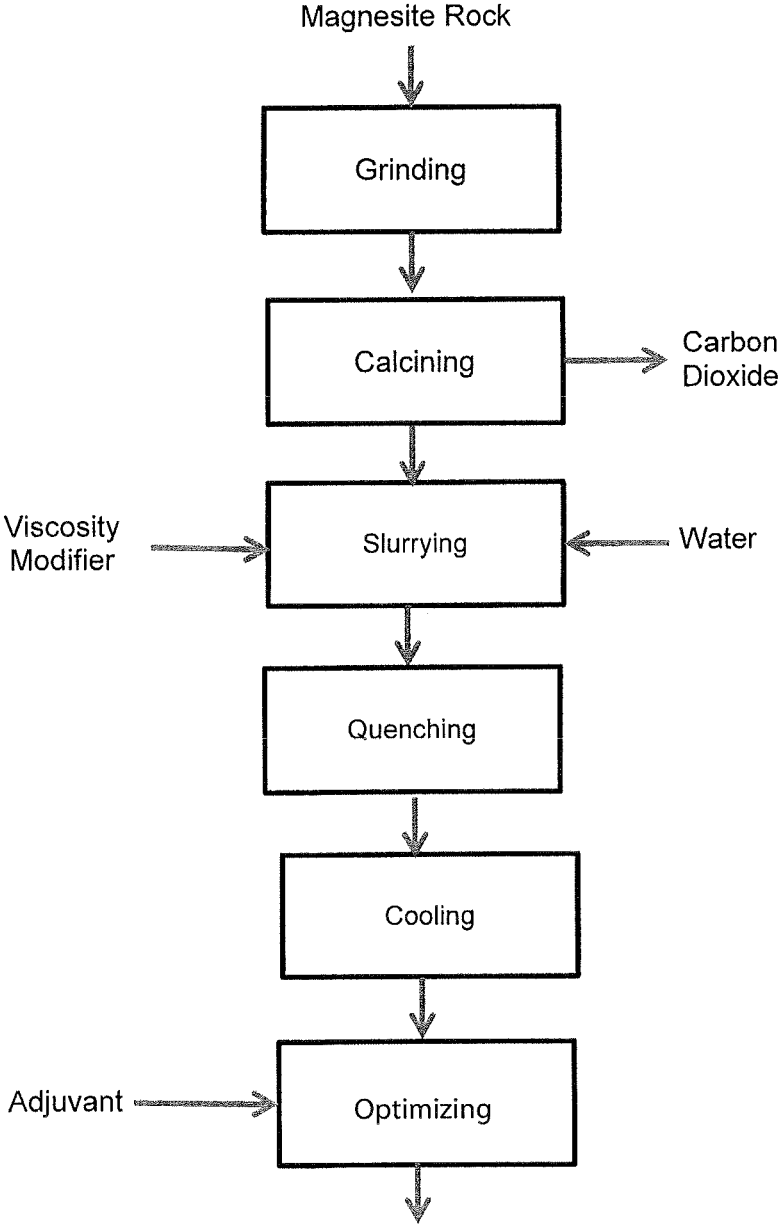 Magnesite Rock
Grinding
Calcining
Carbon
Dioxide
Viscosity
Modifier
Slurrying
Water
Quenching
Cooling
Adjuvant
Optimizing